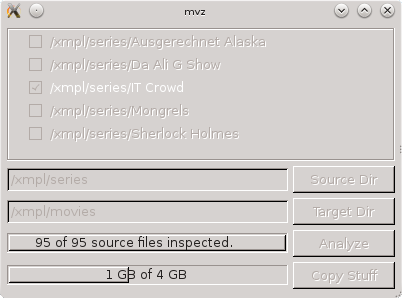 mvz
/xmpl/series/Ausgerechnet Alaska
/xmpl/series/Da Ali G Show
/xmpl/series/IT Crowd
/xmpl/series/Mongrels
/xmpl/series/Sherlock Holmes
/xmpl/series Source Dir
/xmpl/movies Target Dir
95 of 95 source files inspected. Analyze
1 GB of 4 GB Copy Stuff